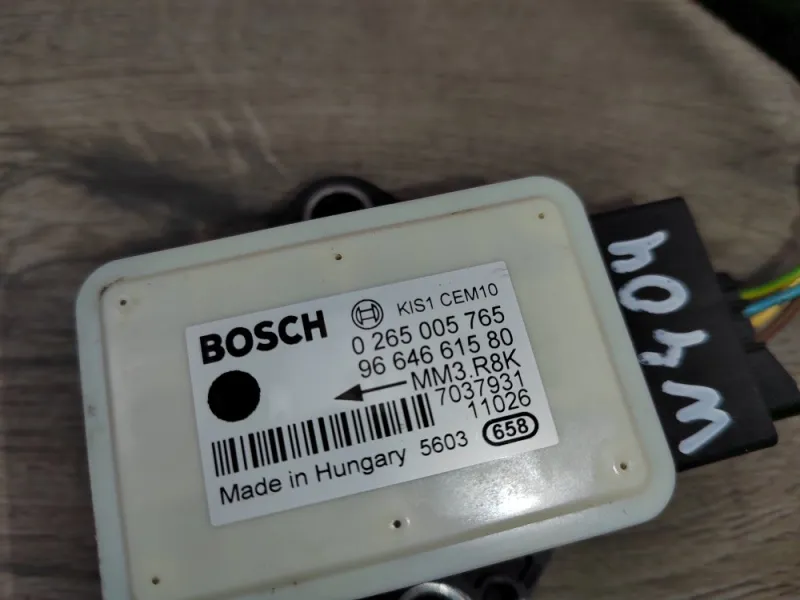 BOSCH KIS1 CEM10
0 265 005 765
96 646 615 80
MM3.R8K
7037931
11026
5603 658
Made in Hungary
W404